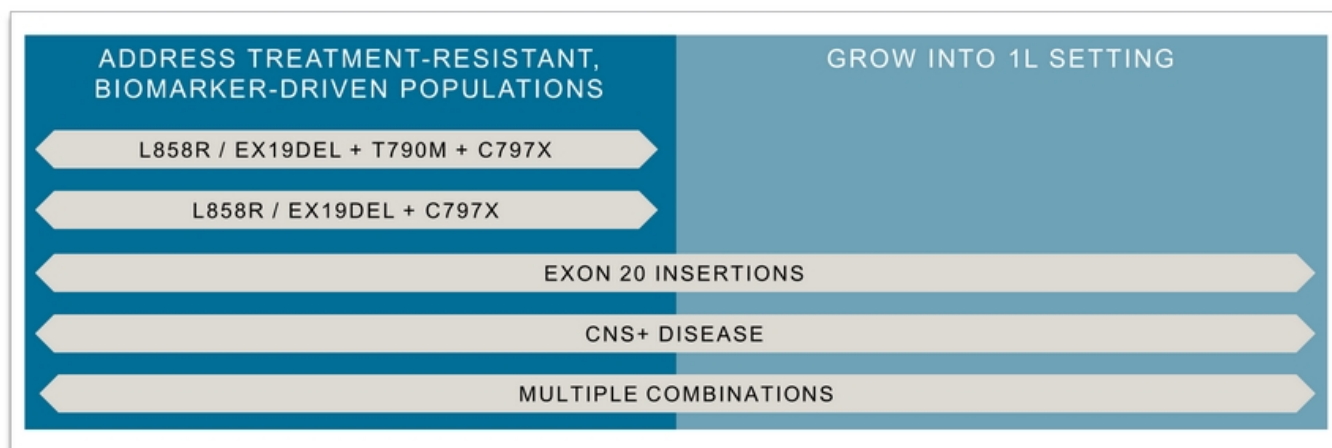 ADDRESS TREATMENT-RESISTANT,
BIOMARKER-DRIVEN POPULATIONS
GROW INTO 1L SETTING
L858R / EX19DEL + T790M + C797X
L858R / EX19DEL + C797X
EXON 20 INSERTIONS
CNS+ DISEASE
MULTIPLE COMBINATIONS